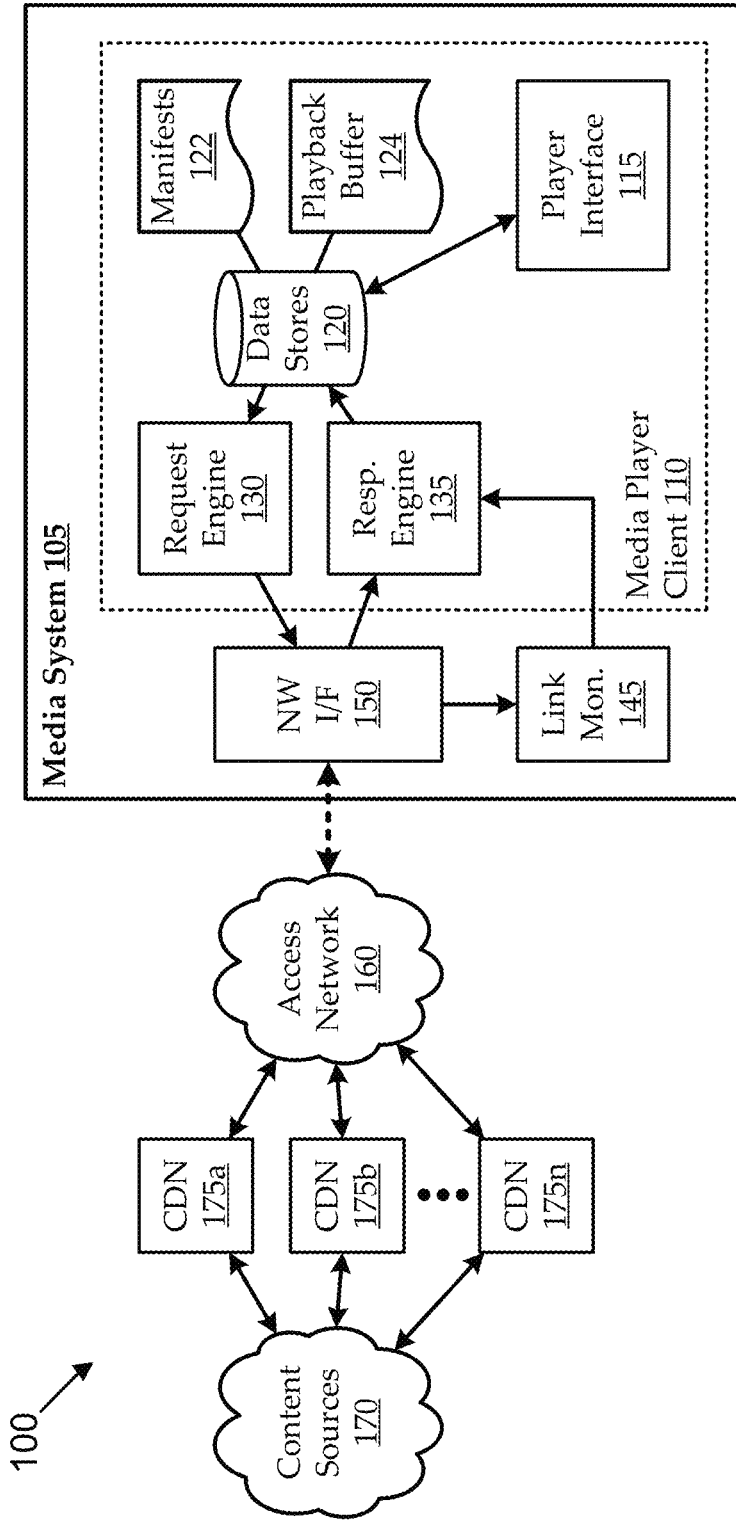 100
Content
Sources
170
CDN
175a
CDN
175b
CDN
175n
Access
Network
160
Media System 105
NW
I/F
150
Link
Mon.
145
Request
Engine
130
Resp.
Engine
135
Media Player
Client 110
Data
Stores
120
Manifests
122
Playback
Buffer
124
Player
Interface
115